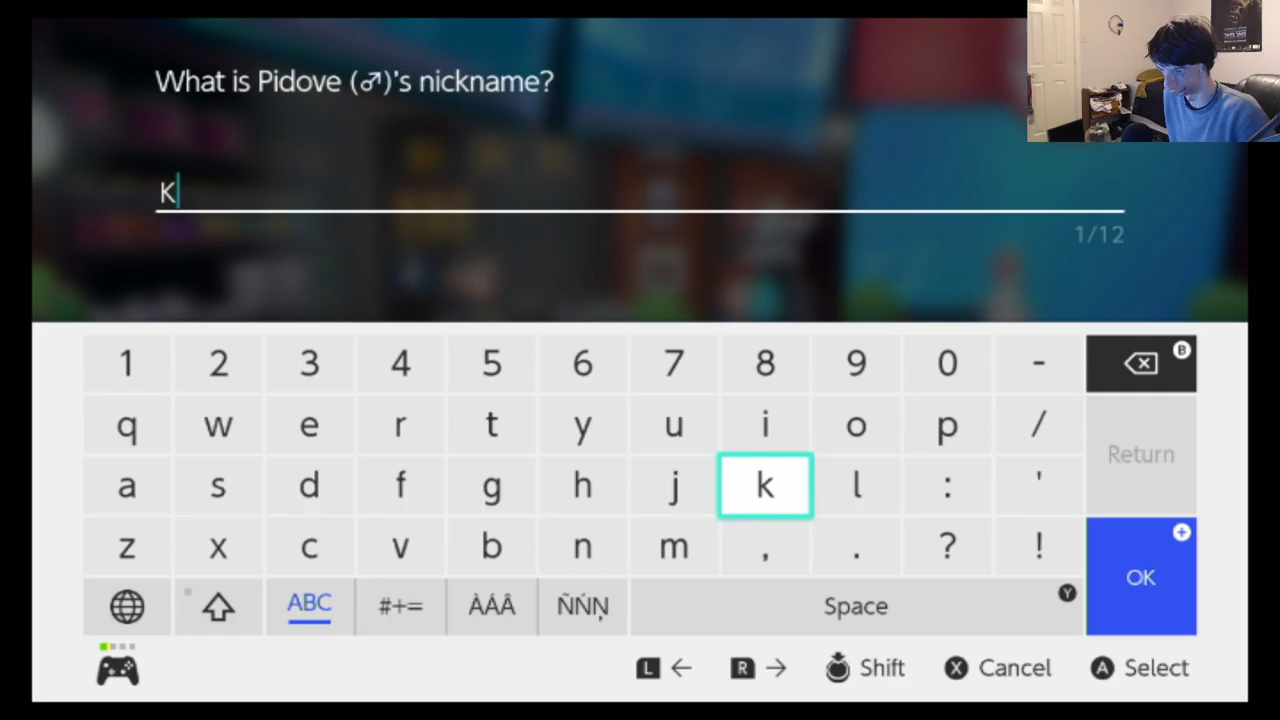 What is Pidove (♂)'s nickname?
K
1/12
1 2 3 4 5 6 7 8 9 0 -
q w e r t y u i o p /
Return
a s d f g h j k l : '
z x c v b n m , . ? !
OK
ABC #+= ÀÁÂ ÑŃŅ Space
L ← R → Shift X Cancel A Select
B
+
Y